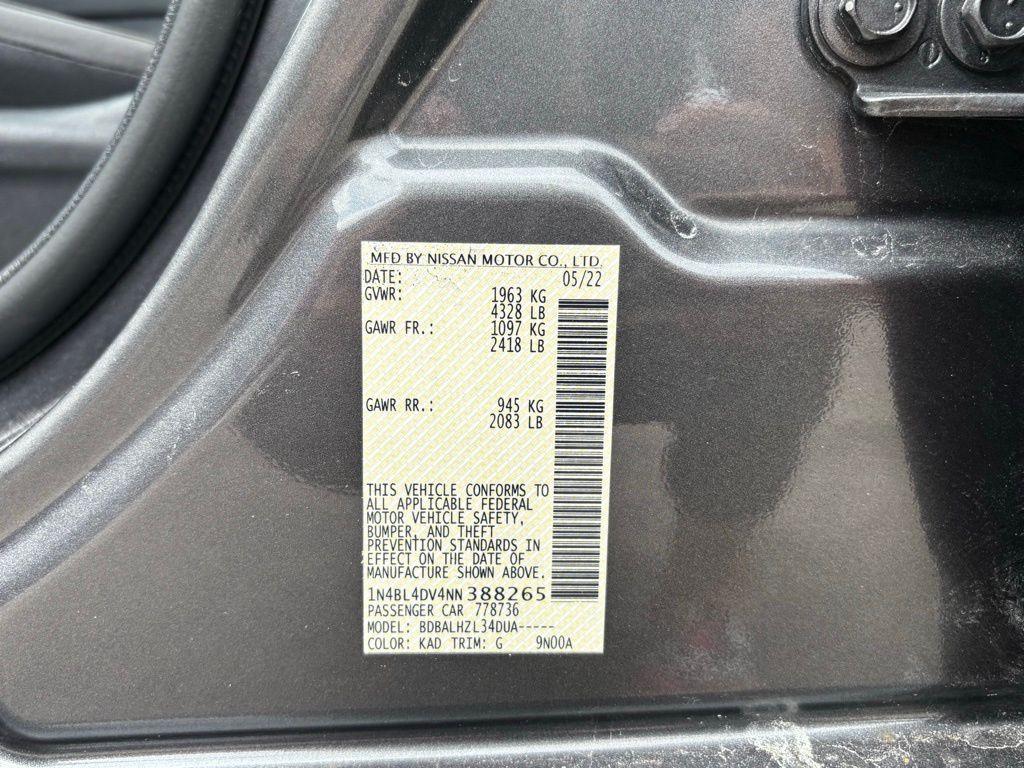 MFD BY NISSAN MOTOR CO., LTD.
DATE: 05/22
GVWR: 1963 KG
4328 LB
GAWR FR.: 1097 KG
2418 LB
GAWR RR.: 945 KG
2083 LB
THIS VEHICLE CONFORMS TO
ALL APPLICABLE FEDERAL
MOTOR VEHICLE SAFETY,
BUMPER, AND THEFT
PREVENTION STANDARDS IN
EFFECT ON THE DATE OF
MANUFACTURE SHOWN ABOVE.
1N4BL4DV4NN388265
PASSENGER CAR 778736
MODEL: BDBALHZL34DUA-----
COLOR: KAD TRIM: G 9N00A